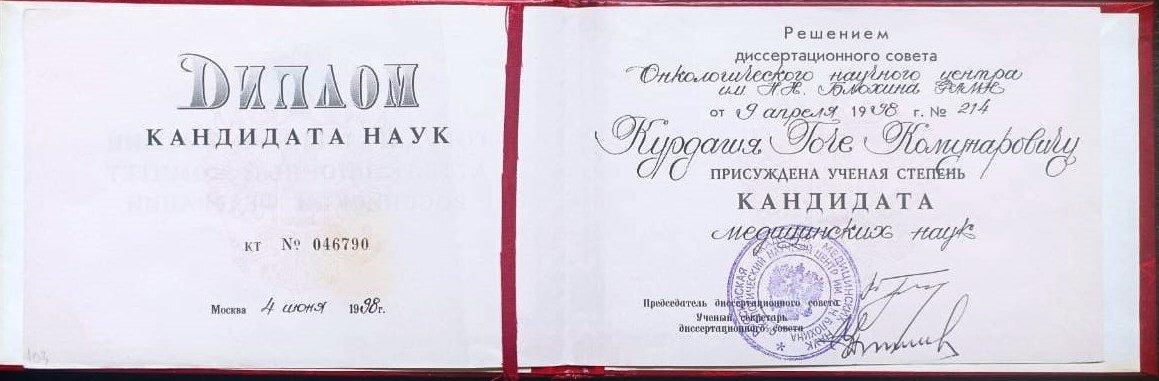 Диплом
КАНДИДАТА НАУК
КТ № 046790
Москва 4 июня 1998г.
Решением
диссертационного совета
Онкологического научного центра
им Н.Н. Блохина РАМН
от 9 апреля 1998 г. № 214
Курдагия Гоче Комунаровичу
ПРИСУЖДЕНА УЧЕНАЯ СТЕПЕНЬ
КАНДИДАТА
медицинских наук
Председатель диссертационного совета
Ученый секретарь
диссертационного совета